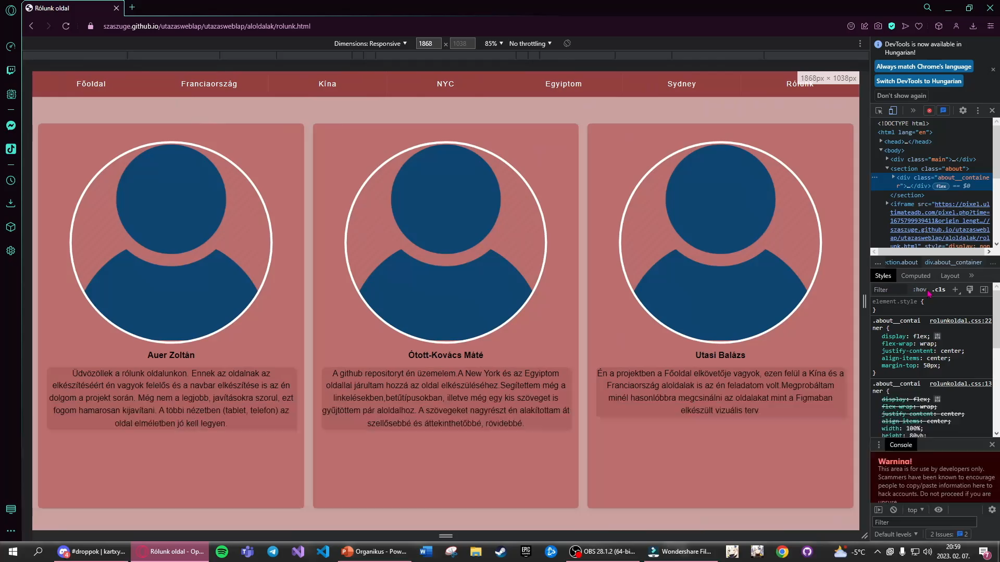 Rólunk oldal
szaszuge.github.io/utazasweblap/utazasweblap/aloldalak/rolunk.html
Dimensions: Responsive 1868 x 1038 85% No throttling
Főoldal Franciaország Kína NYC Egyiptom Sydney Rólunk
1868px × 1038px
Auer Zoltán
Üdvözöllek a rólunk oldalunkon. Ennek az oldalnak az
elkészítéséért én vagyok felelős és a navbar elkészítése is az én
dolgom a projekt során. Még nem a legjobb, javításokra szorul, ezt
fogom hamarosan kijavítani. A többi nézetben (tablet, telefon) az
oldal elméletben jó kell legyen.
Ótott-Kovács Máté
A github repositoryt én üzemelem.A New York és az Egyiptom
oldallal járultam hozzá az oldal elkészüléséhez.Segítettem még a
linkelésekben,betűtípusokban, illetve még egy kis szöveget is
gyűjtöttem pár aloldalhoz. A szövegeket nagyrészt én alakítottam át
szellősebbé és áttekinthetőbbé, rövidebbé.
Utasi Balázs
Én a projektben a Főoldal elkövetője vagyok, ezen felül a Kína és a
Franciaország aloldalak is az én feladatom volt.Megprobáltam
minél hasonlóbbra megcsinálni az oldalakat mint a Figmaban
elkészült vizuális terv.
DevTools is now available in
Hungarian!
Always match Chrome's language
Switch DevTools to Hungarian
Don't show again
<!DOCTYPE html>
<html lang="en">
<head>…</head>
<body>
<div class="main">…</div>
<section class="about">
<div class="about__containe
r">…</div> flex == $0
</section>
<iframe src="https://pixel.ul
timateadb.com/pixel.php?time=
1675799939411&origin_lengt…//
szaszuge.github.io/utazaswebl
ap/utazasweblap/aloldalak/rol
unk.html" style="display: non
... ction.about div.about__container ...
Styles Computed Layout
Filter :hov .cls +
element.style {
}
.about__contai rolunkoldal.css:22
ner {
display: flex;
flex-wrap: wrap;
justify-content: center;
align-items: center;
margin-top: 50px;
}
.about__contai rolunkoldal.css:13
ner {
display: flex;
flex-wrap: wrap;
justify-content: center;
align-items: center;
width: 100%;
height: 80vh;
Console
Warning!
This area is for use by developers only.
Scammers have been known to encourage
people to copy/paste information here to
hack accounts. Do not proceed if you are
unsure.
top
Filter
Default levels 2 Issues: 2
#droppok | kartxy...
Rólunk oldal - Op...
Organikus - Pow...
OBS 28.1.2 (64-bi...
Wondershare Fil...
-5°C
20:59
2023. 02. 07.
7